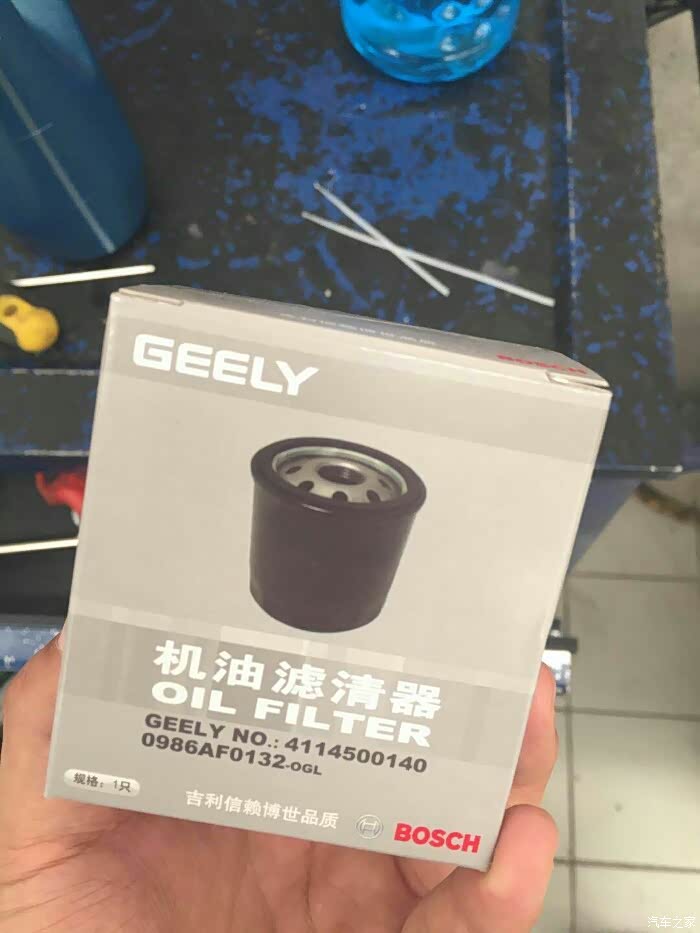 BOSCH
GEELY
机油滤清器
OIL FILTER
GEELY NO.: 4114500140
0986AF0132-OGL
规格：1只
吉利信赖博世品质
BOSCH
汽车之家